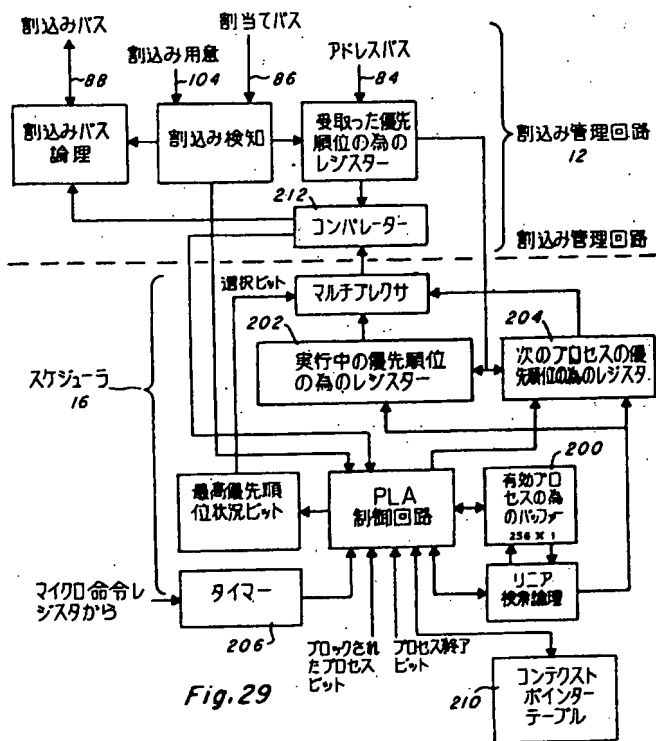 割込みバス
88
割込み用意
104
割当てバス
86
アドレスバス
84
割込みバス
論理
割込み検知
受取った優先
順位の為の
レジスター
割込み管理回路
12
212
コンパレーター
割込み管理回路
選択ビット
マルチプレクサ
202
実行中の優先順位
の為のレジスター
204
次のプロセスの優
先順位の為のレジスタ
スケジューラ
16
最高優先順
位状況ビット
PLA
制御回路
200
有効プロセ
スの為の
バッファー
256 × 1
マイクロ命令レ
ジスタから
タイマー
206
リニア
検索論理
ブロックされ
たプロセス
ビット
プロセス終了
ビット
210
コンテクスト
ポインター
テーブル
Fig.29